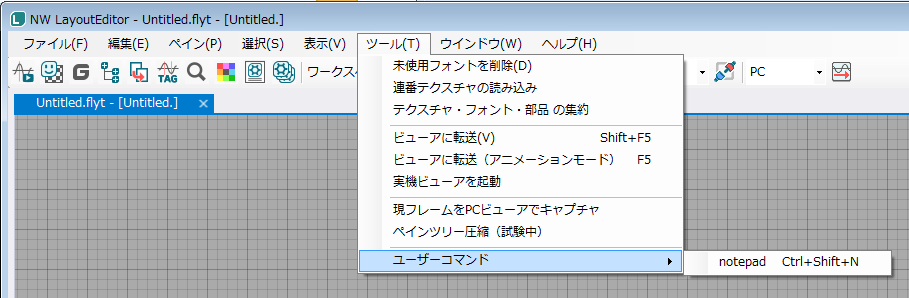 NW LayoutEditor - Untitled.flyt - [Untitled.]
ファイル(F) 編集(E) ペイン(P) 選択(S) 表示(V) ツール(T) ウインドウ(W) ヘルプ(H)
TAG ワークス PC
Untitled.flyt - [Untitled.]
未使用フォントを削除(D)
連番テクスチャの読み込み
テクスチャ・フォント・部品 の集約
ビューアに転送(V) Shift+F5
ビューアに転送（アニメーションモード） F5
実機ビューアを起動
現フレームをPCビューアでキャプチャ
ペインツリー圧縮（試験中）
ユーザーコマンド
notepad Ctrl+Shift+N